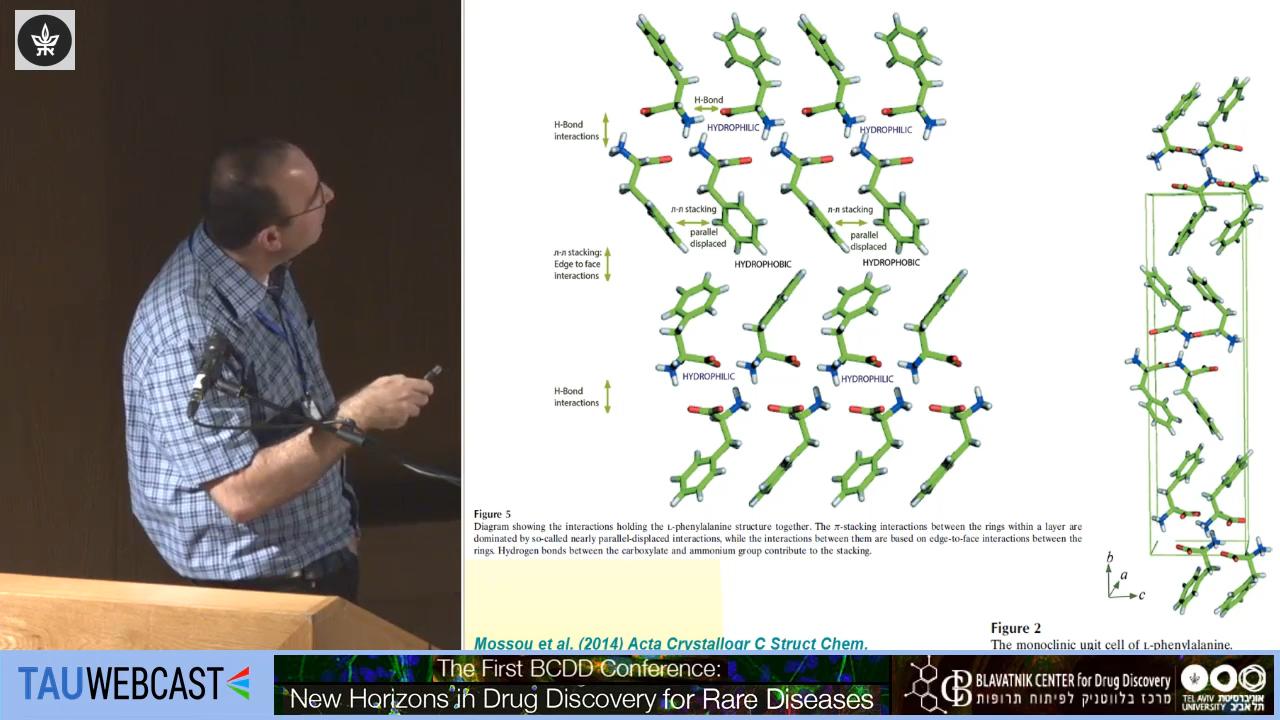 H-Bond
H-Bond
interactions
HYDROPHILIC
HYDROPHILIC
π-π stacking
π-π stacking
parallel
displaced
parallel
displaced
π-π stacking:
Edge to face
interactions
HYDROPHOBIC
HYDROPHOBIC
HYDROPHILIC
HYDROPHILIC
H-Bond
interactions
Figure 5
Diagram showing the interactions holding the L-phenylalanine structure together. The π-stacking interactions between the rings within a layer are
dominated by so-called nearly parallel-displaced interactions, while the interactions between them are based on edge-to-face interactions between the
rings. Hydrogen bonds between the carboxylate and ammonium group contribute to the stacking.
b
a
c
Figure 2
The monoclinic unit cell of L-phenylalanine.
Mossou et al. (2014) Acta Crystallogr C Struct Chem.
TAUWEBCAST
The First BCDD Conference:
New Horizons in Drug Discovery for Rare Diseases
BLAVATNIK CENTER for Drug Discovery
מרכז בלווטניק לפיתוח תרופות
TEL AVIV UNIVERSITY
אוניברסיטת תל אביב